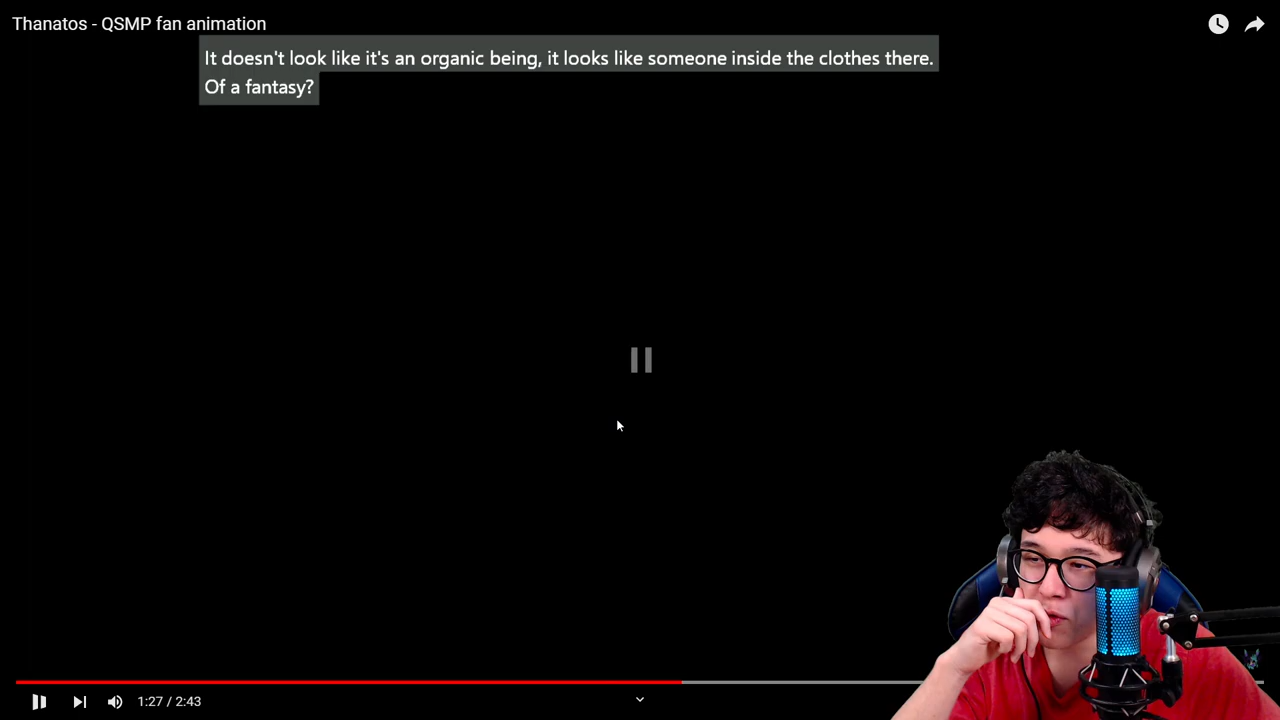 Thanatos - QSMP fan animation
It doesn't look like it's an organic being, it looks like someone inside the clothes there.
Of a fantasy?
1:27 / 2:43